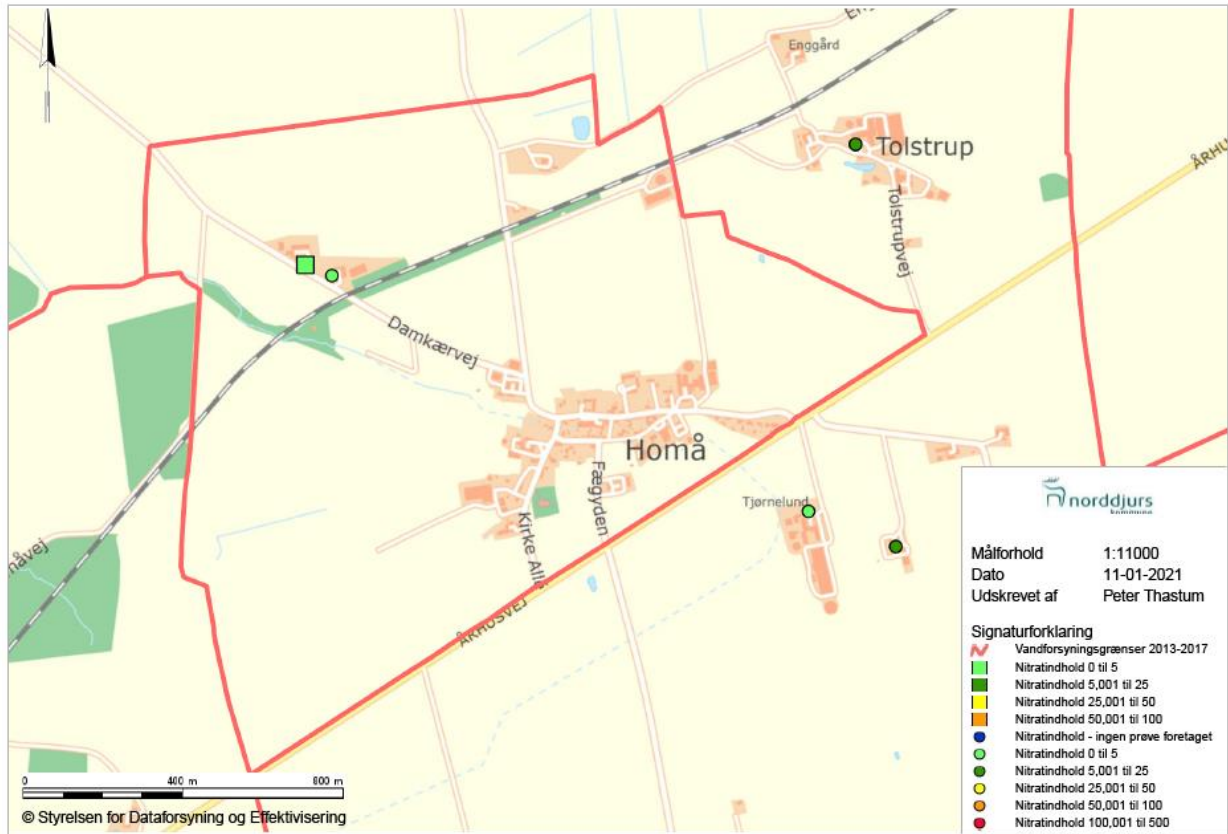 Enggård
Tolstrup
Tolstrupvej
Damkærvej
Homå
Fægyden
Kirke Allé
Tjørnelund
ÅRHUSVEJ
norddjurs
kommune
Målforhold 1:11000
Dato 11-01-2021
Udskrevet af Peter Thastum
Signaturforklaring
Vandforsyningsgrænser 2013-2017
Nitratindhold 0 til 5
Nitratindhold 5,001 til 25
Nitratindhold 25,001 til 50
Nitratindhold 50,001 til 100
Nitratindhold - ingen prøve foretaget
Nitratindhold 0 til 5
Nitratindhold 5,001 til 25
Nitratindhold 25,001 til 50
Nitratindhold 50,001 til 100
Nitratindhold 100,001 til 500
0 400 m 800 m
© Styrelsen for Dataforsyning og Effektivisering